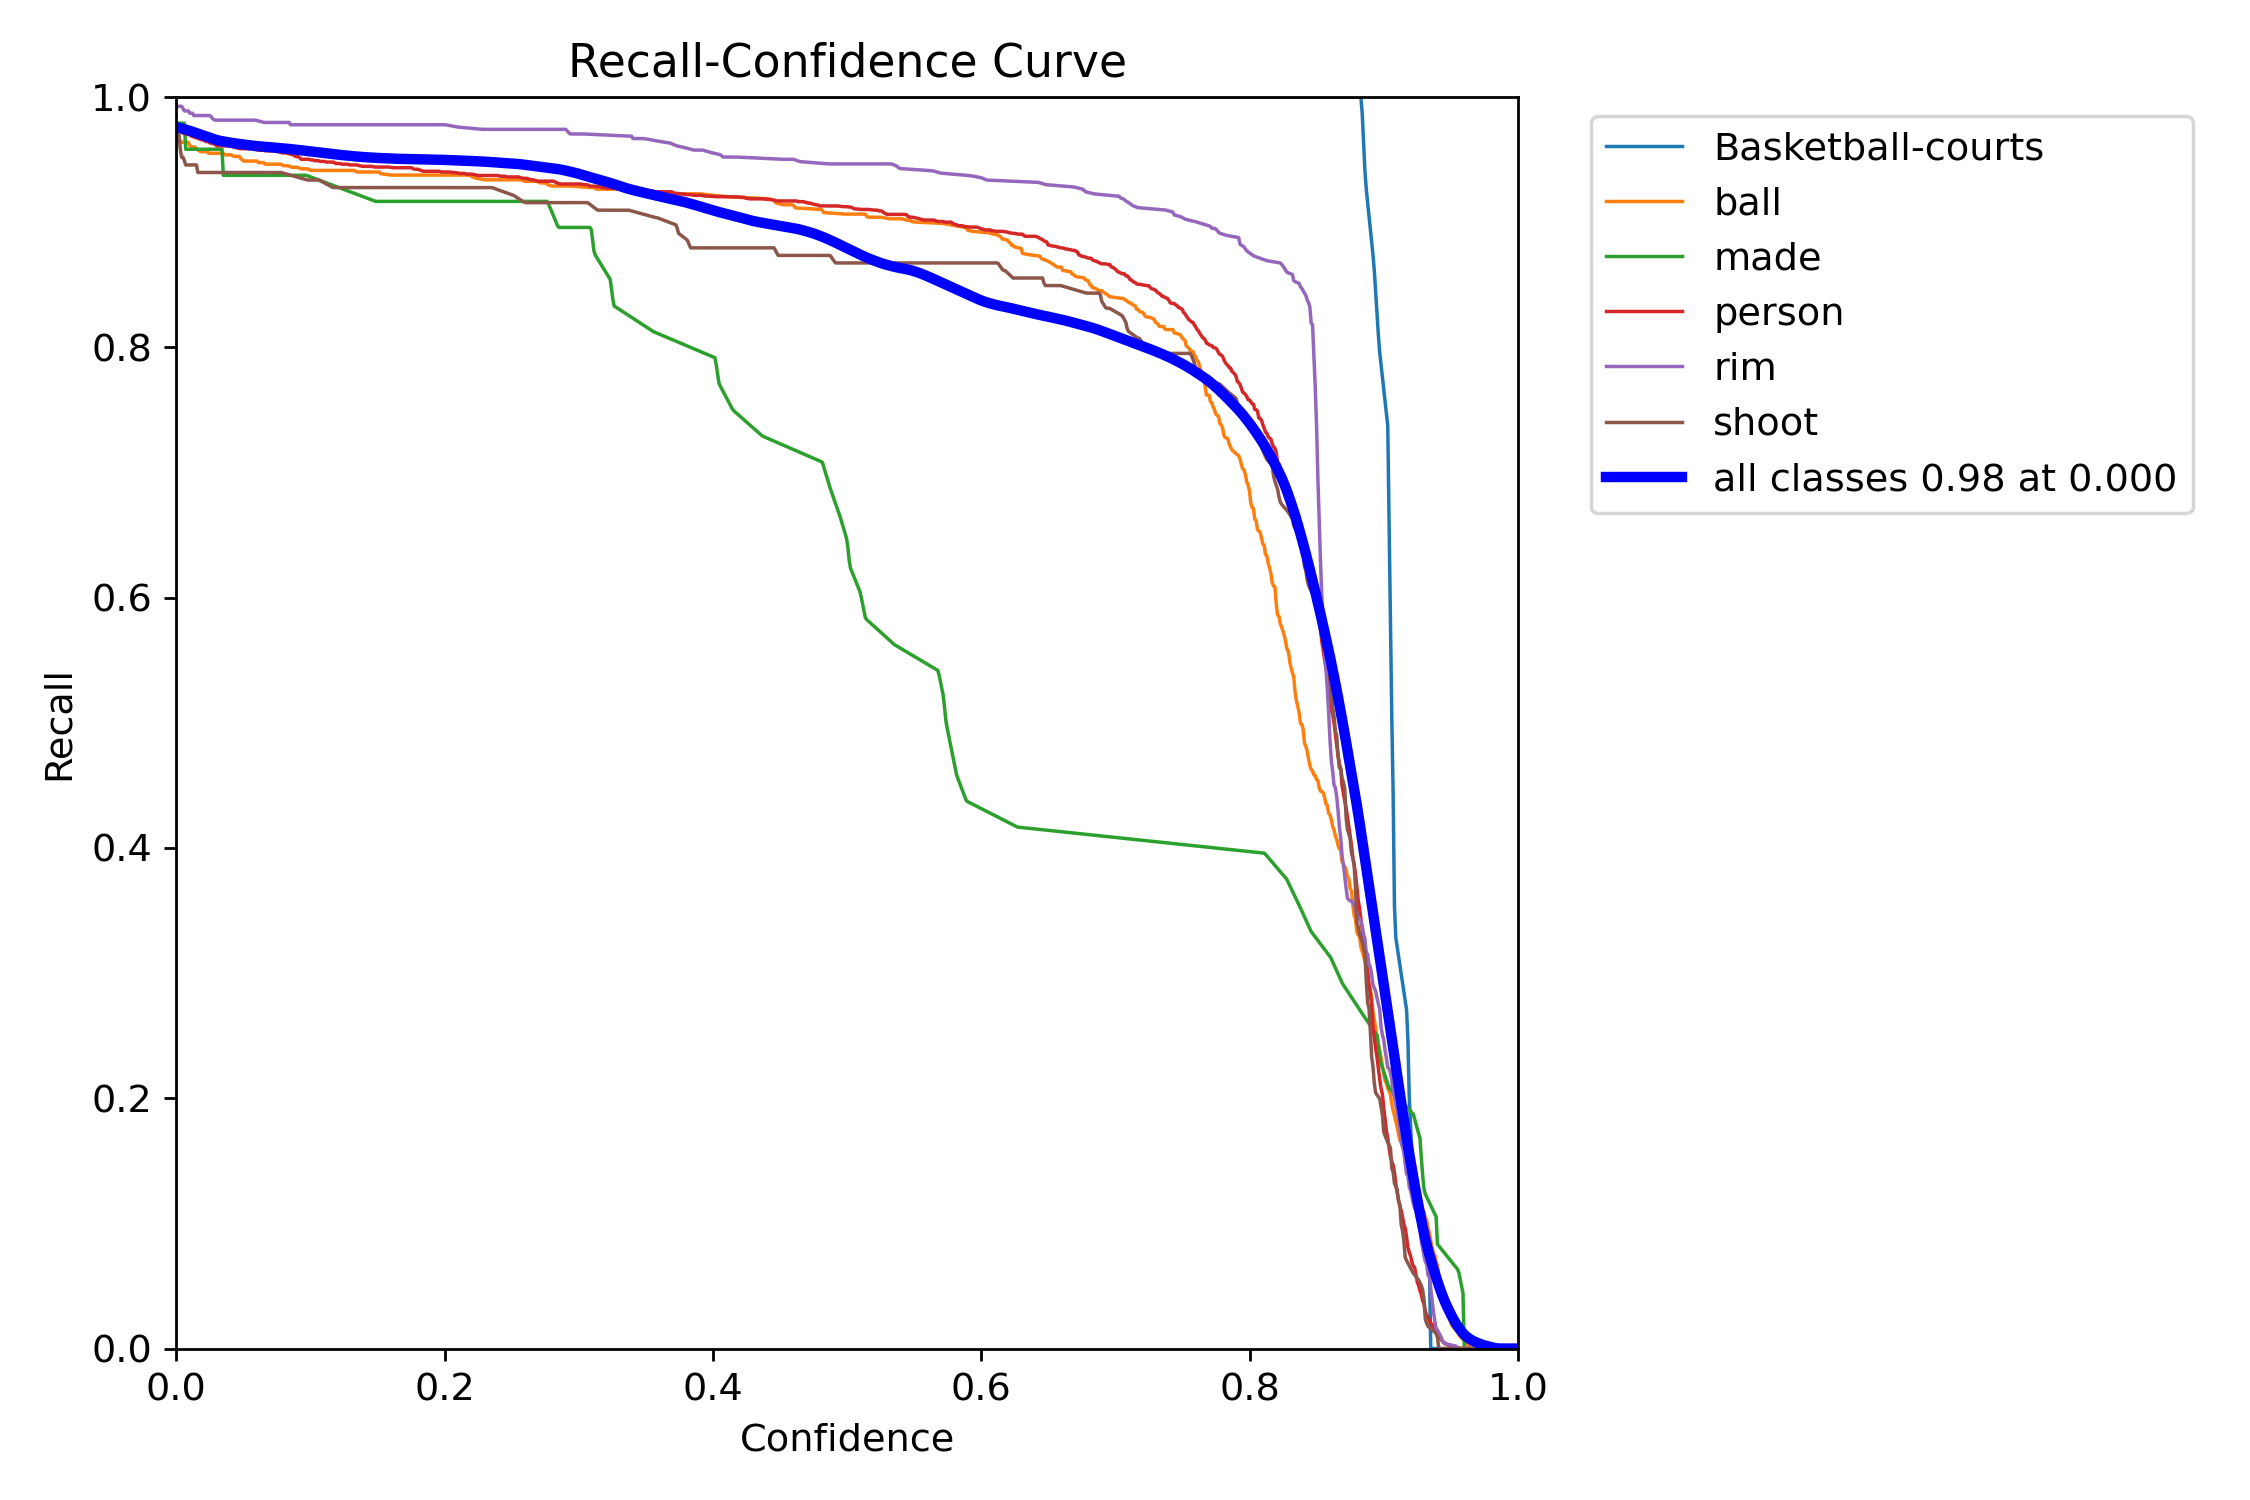 Recall-Confidence Curve
1.0
0.8
0.6
0.4
0.2
0.0
Recall
0.0 0.2 0.4 0.6 0.8 1.0
Confidence
Basketball-courts
ball
made
person
rim
shoot
all classes 0.98 at 0.000